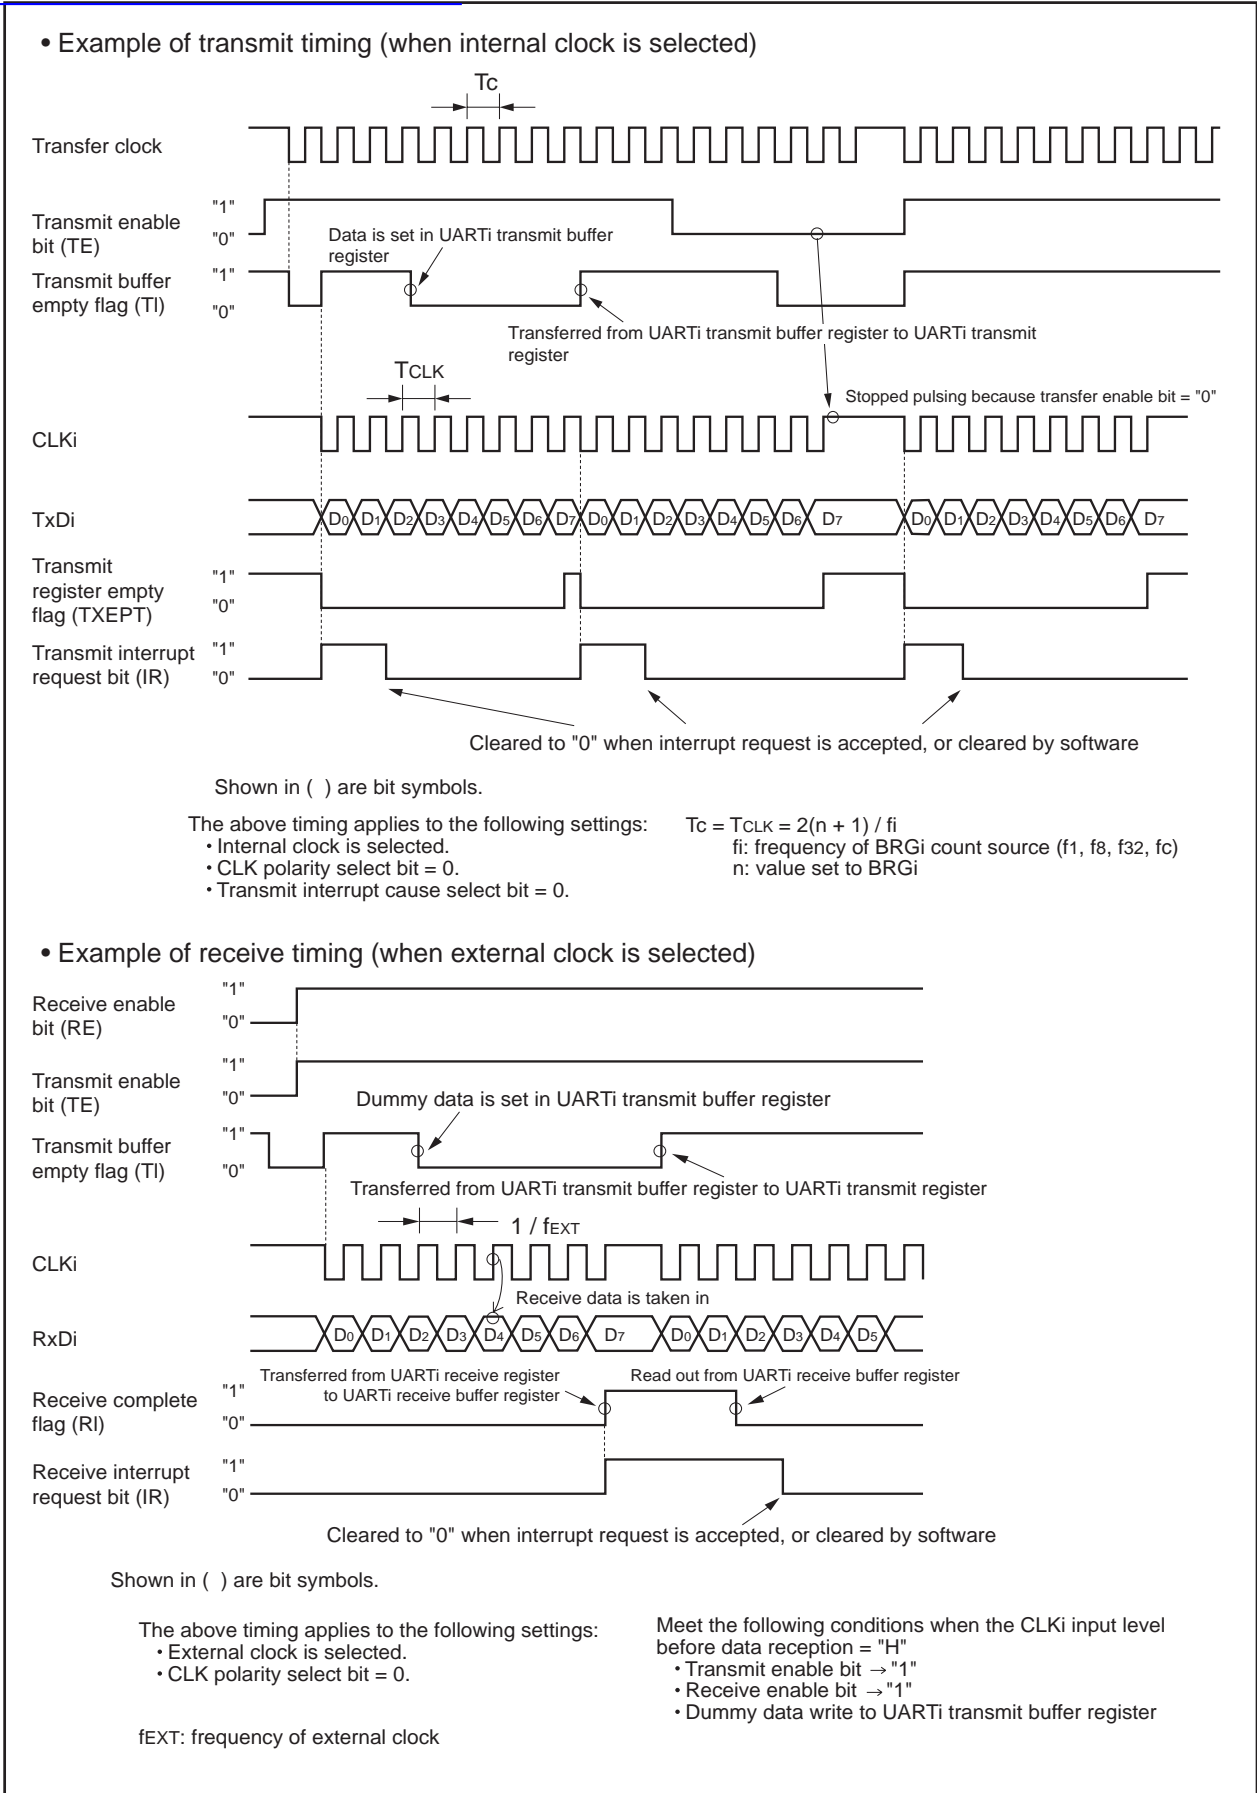 • Example of transmit timing (when internal clock is selected)
Tc
Transfer clock
Transmit enable
bit (TE)
"1"
"0"
Data is set in UARTi transmit buffer
register
Transmit buffer
empty flag (Tl)
"1"
"0"
Transferred from UARTi transmit buffer register to UARTi transmit
register
TCLK
Stopped pulsing because transfer enable bit = "0"
CLKi
TxDi
D0 D1 D2 D3 D4 D5 D6 D7 D0 D1 D2 D3 D4 D5 D6 D7 D0 D1 D2 D3 D4 D5 D6 D7
Transmit
register empty
flag (TXEPT)
"1"
"0"
Transmit interrupt
request bit (IR)
"1"
"0"
Cleared to "0" when interrupt request is accepted, or cleared by software
Shown in ( ) are bit symbols.
The above timing applies to the following settings:
• Internal clock is selected.
• CLK polarity select bit = 0.
• Transmit interrupt cause select bit = 0.
Tc = TCLK = 2(n + 1) / fi
fi: frequency of BRGi count source (f1, f8, f32, fc)
n: value set to BRGi
• Example of receive timing (when external clock is selected)
Receive enable
bit (RE)
"1"
"0"
Transmit enable
bit (TE)
"1"
"0"
Dummy data is set in UARTi transmit buffer register
Transmit buffer
empty flag (Tl)
"1"
"0"
Transferred from UARTi transmit buffer register to UARTi transmit register
1 / fEXT
CLKi
Receive data is taken in
RxDi
D0 D1 D2 D3 D4 D5 D6 D7 D0 D1 D2 D3 D4 D5
Transferred from UARTi receive register
to UARTi receive buffer register
Read out from UARTi receive buffer register
Receive complete
flag (Rl)
"1"
"0"
Receive interrupt
request bit (IR)
"1"
"0"
Cleared to "0" when interrupt request is accepted, or cleared by software
Shown in ( ) are bit symbols.
The above timing applies to the following settings:
• External clock is selected.
• CLK polarity select bit = 0.
fEXT: frequency of external clock
Meet the following conditions when the CLKi input level
before data reception = "H"
• Transmit enable bit → "1"
• Receive enable bit → "1"
• Dummy data write to UARTi transmit buffer register